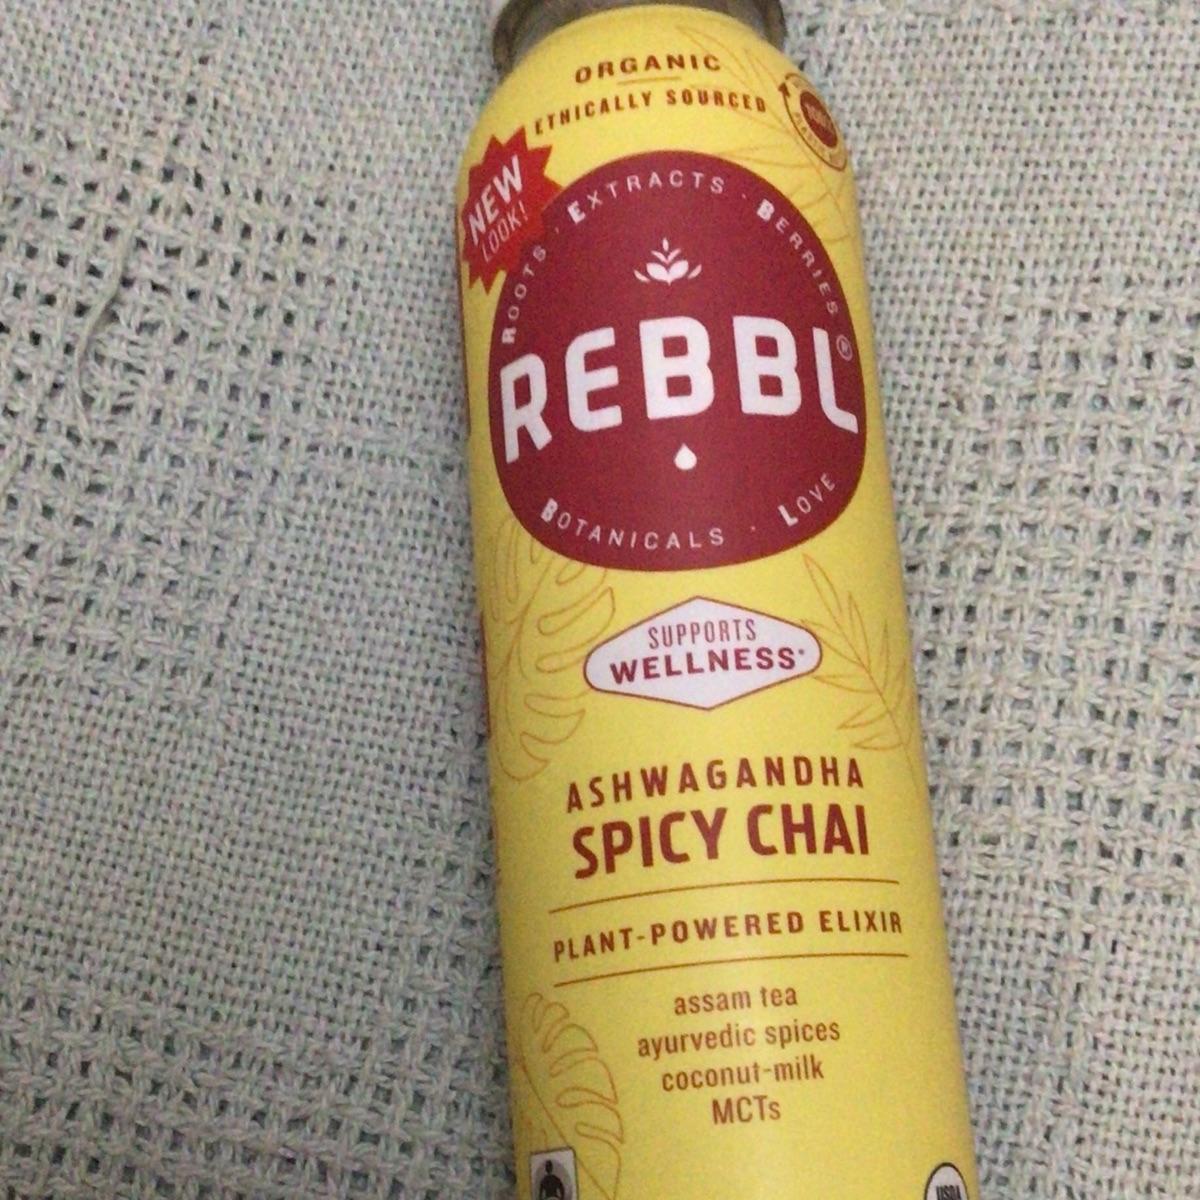 ORGANIC
ETHICALLY SOURCED
NEW
LOOK!
ROOTS · EXTRACTS · BERRIES
REBBL®
BOTANICALS · LOVE
SUPPORTS
WELLNESS*
ASHWAGANDHA
SPICY CHAI
PLANT-POWERED ELIXIR
assam tea
ayurvedic spices
coconut-milk
MCTs
USDA